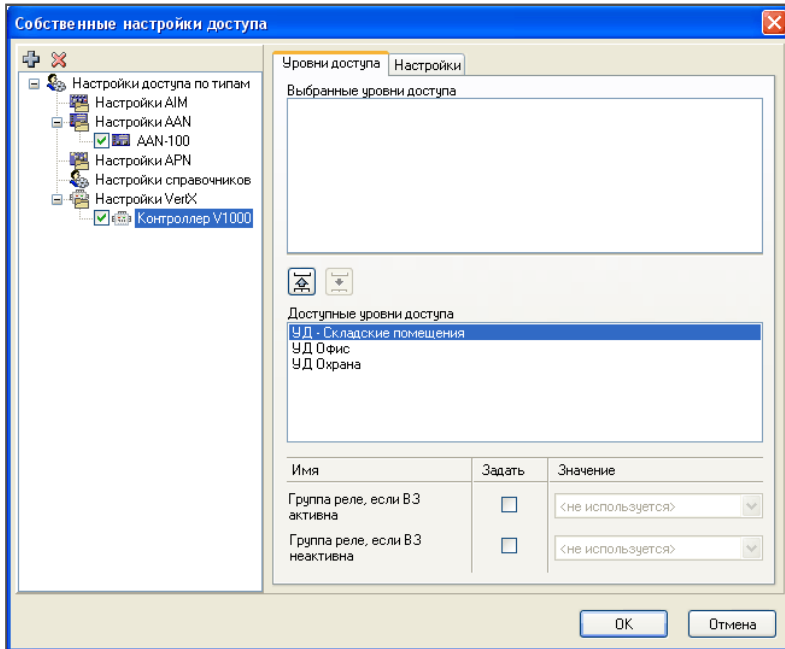 Собственные настройки доступа
Настройки доступа по типам
Настройки AIM
Настройки AAN
AAN-100
Настройки APN
Настройки справочников
Настройки VertX
Контроллер V1000
Уровни доступа Настройки
Выбранные уровни доступа
Доступные уровни доступа
УД - Складские помещения
УД Офис
УД Охрана
Имя Задать Значение
Группа реле, если ВЗ
активна
<не используется>
Группа реле, если ВЗ
неактивна
<не используется>
OK Отмена